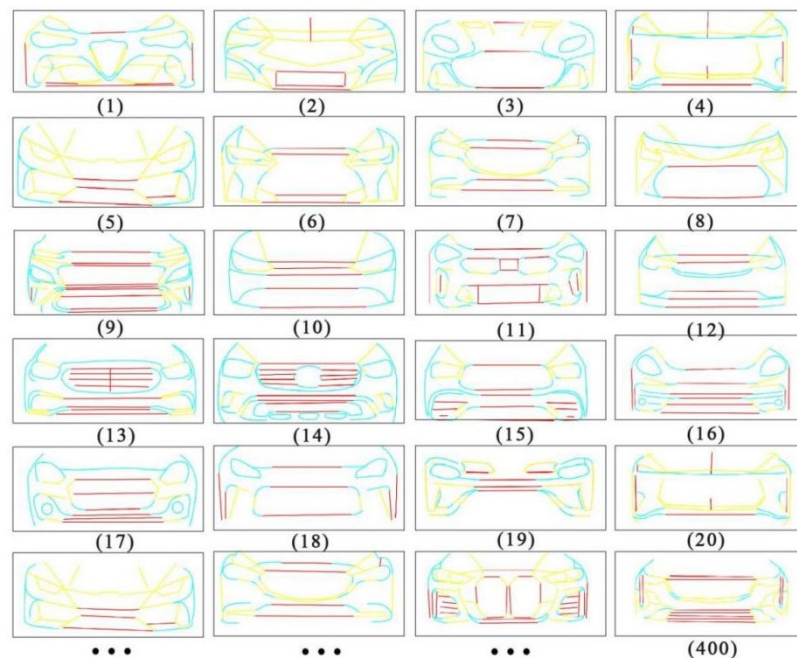 (1) (2) (3) (4)
(5) (6) (7) (8)
(9) (10) (11) (12)
(13) (14) (15) (16)
(17) (18) (19) (20)
••• ••• ••• (400)